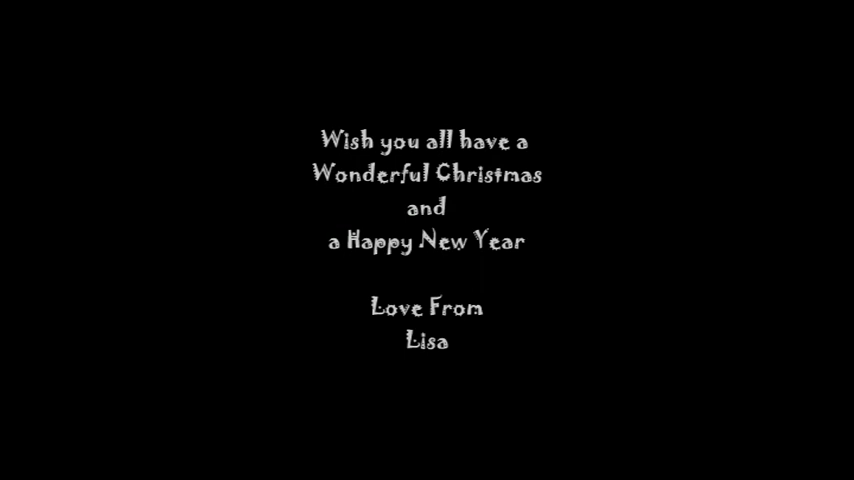 Wish you all have a
Wonderful Christmas
and
a Happy New Year
Love From
Lisa